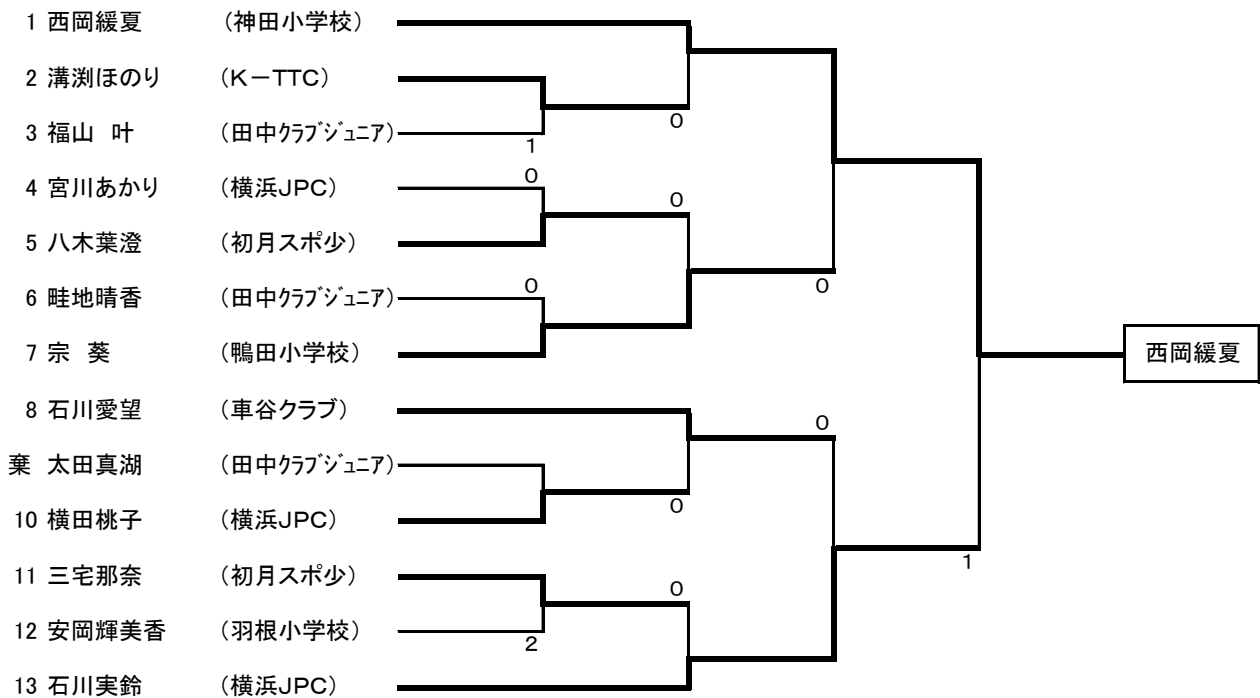 1 西岡緩夏 (神田小学校)
2 溝渕ほのり (K－TTC)
0
3 福山 叶 (田中クラブジュニア)
1
0
4 宮川あかり (横浜JPC)
0
5 八木葉澄 (初月スポ少)
0
6 畦地晴香 (田中クラブジュニア)
0
7 宗 葵 (鴨田小学校)
西岡緩夏
8 石川愛望 (車谷クラブ)
0
棄 太田真湖 (田中クラブジュニア)
0
10 横田桃子 (横浜JPC)
11 三宅那奈 (初月スポ少)
0
1
12 安岡輝美香 (羽根小学校)
2
13 石川実鈴 (横浜JPC)